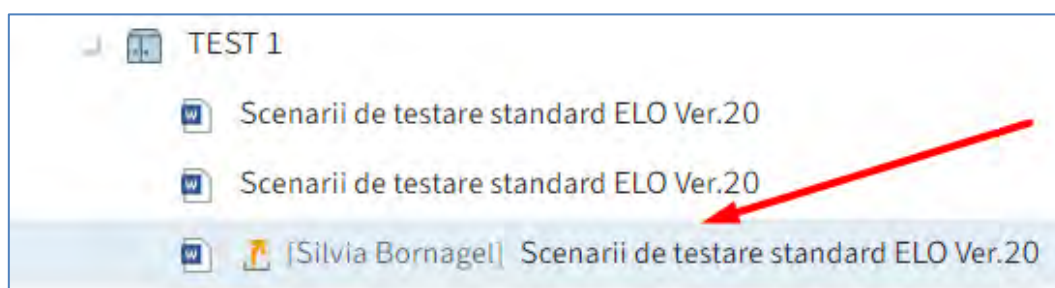 TEST 1
Scenarii de testare standard ELO Ver.20
Scenarii de testare standard ELO Ver.20
[Silvia Bornagel] Scenarii de testare standard ELO Ver.20